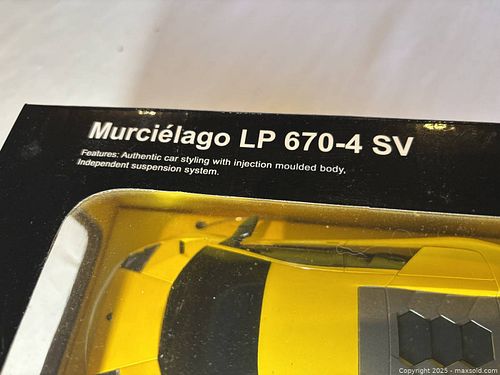 Murciélago LP 670-4 SV
Features: Authentic car styling with injection moulded body,
Independent suspension system.
Copyright 2025 - maxsold.com